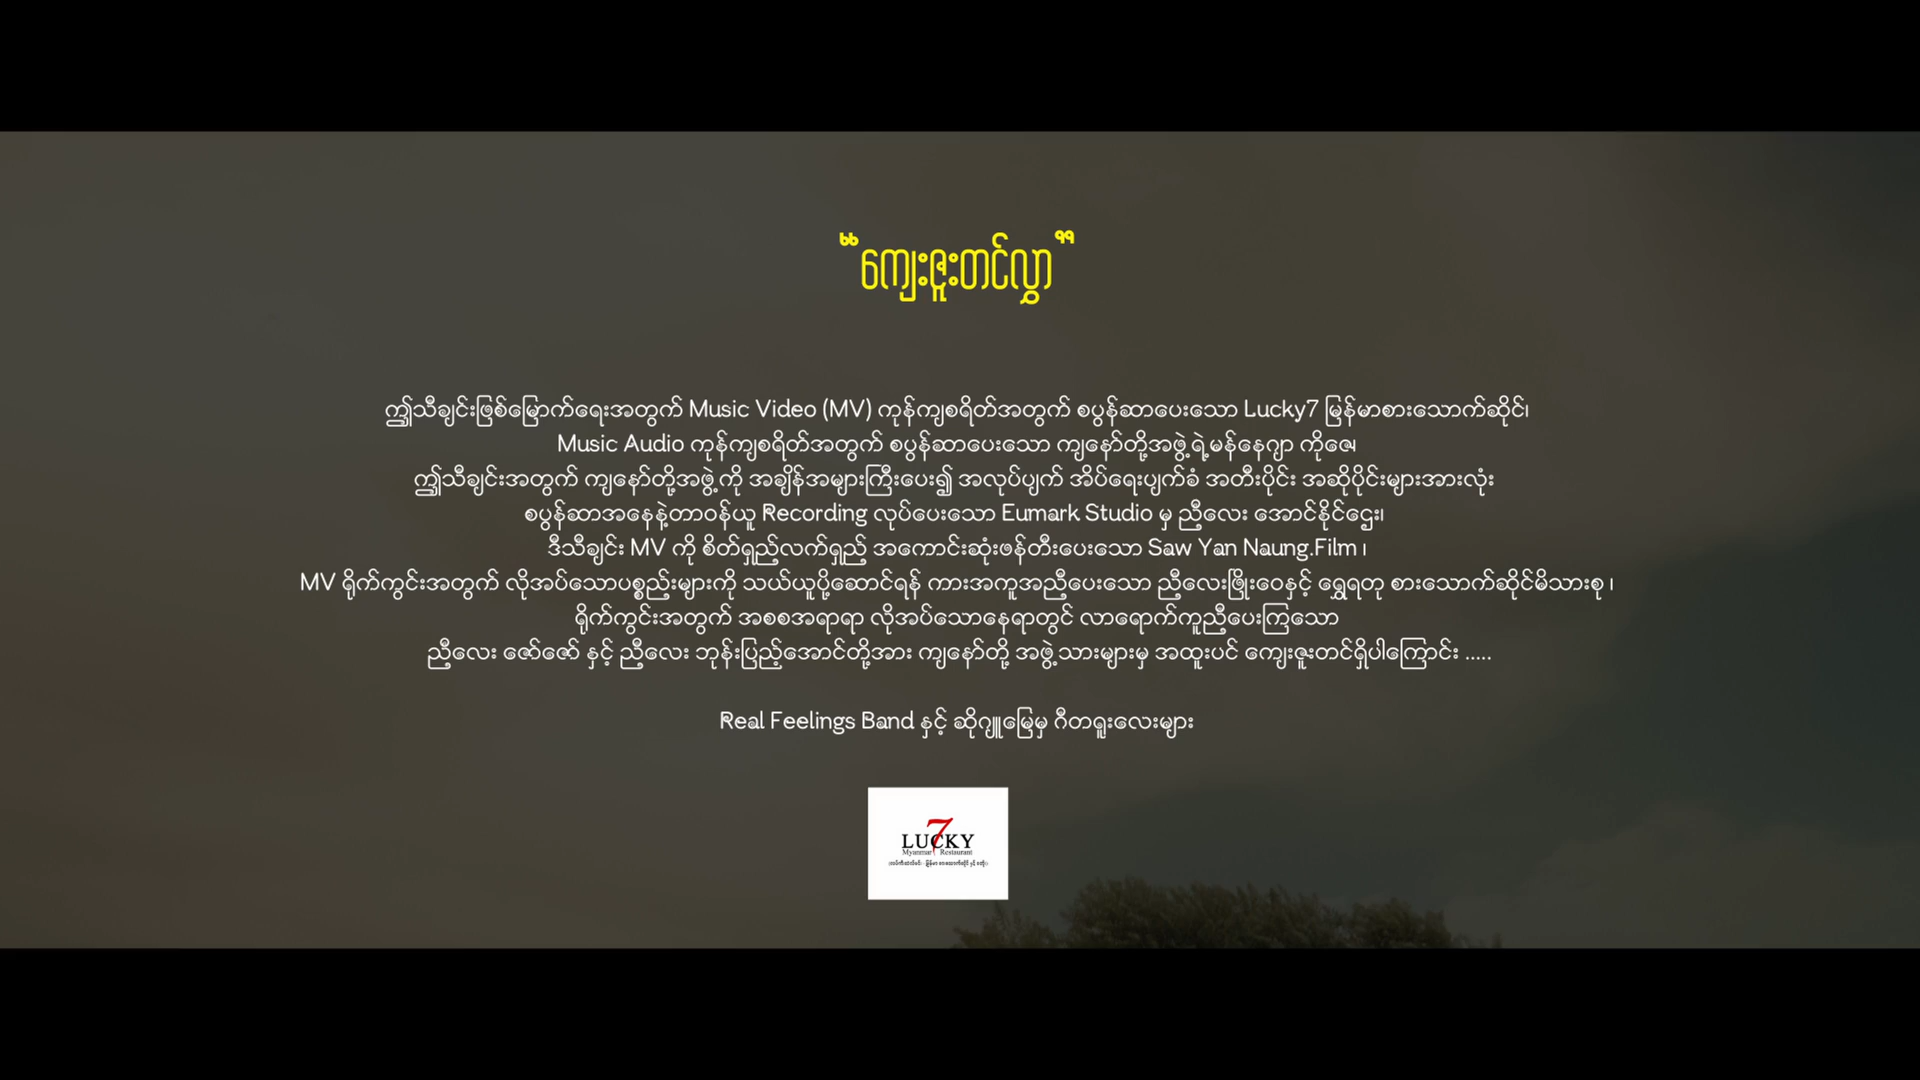 "ကျေးဇူးတင်လွှာ"
ဤသီချင်းဖြစ်မြောက်ရေးအတွက် Music Video (MV) ကုန်ကျစရိတ်အတွက် စပွန်ဆာပေးသော Lucky7 မြန်မာစားသောက်ဆိုင်၊
Music Audio ကုန်ကျစရိတ်အတွက် စပွန်ဆာပေးသော ကျနော်တို့အဖွဲ့ရဲ့မန်နေဂျာ ကိုဇေ၊
ဤသီချင်းအတွက် ကျနော်တို့အဖွဲ့ကို အချိန်အများကြီးပေး၍ အလုပ်ပျက် အိပ်ရေးပျက်ခံ အတီးပိုင်း အဆိုပိုင်းများအားလုံး
စပွန်ဆာအနေနဲ့တာဝန်ယူ Recording လုပ်ပေးသော Eumark Studio မှ ညီလေး အောင်နိုင်ဌေး၊
ဒီသီချင်း MV ကို စိတ်ရှည်လက်ရှည် အကောင်းဆုံးဖန်တီးပေးသော Saw Yan Naung.Film ၊
MV ရိုက်ကွင်းအတွက် လိုအပ်သောပစ္စည်းများကို သယ်ယူပို့ဆောင်ရန် ကားအကူအညီပေးသော ညီလေးဖြိုးဝေနှင့် ရွှေရတု စားသောက်ဆိုင်မိသားစု ၊
ရိုက်ကွင်းအတွက် အစစအရာရာ လိုအပ်သောနေရာတွင် လာရောက်ကူညီပေးကြသော
ညီလေး ဇော်ဇော် နှင့် ညီလေး ဘုန်းပြည့်အောင်တို့အား ကျနော်တို့ အဖွဲ့သားများမှ အထူးပင် ကျေးဇူးတင်ရှိပါကြောင်း .....
Real Feelings Band နှင့် ဆိုဂျူမြေမှ ဂီတရူးလေးများ
LUCKY 7
Myanmar Restaurant